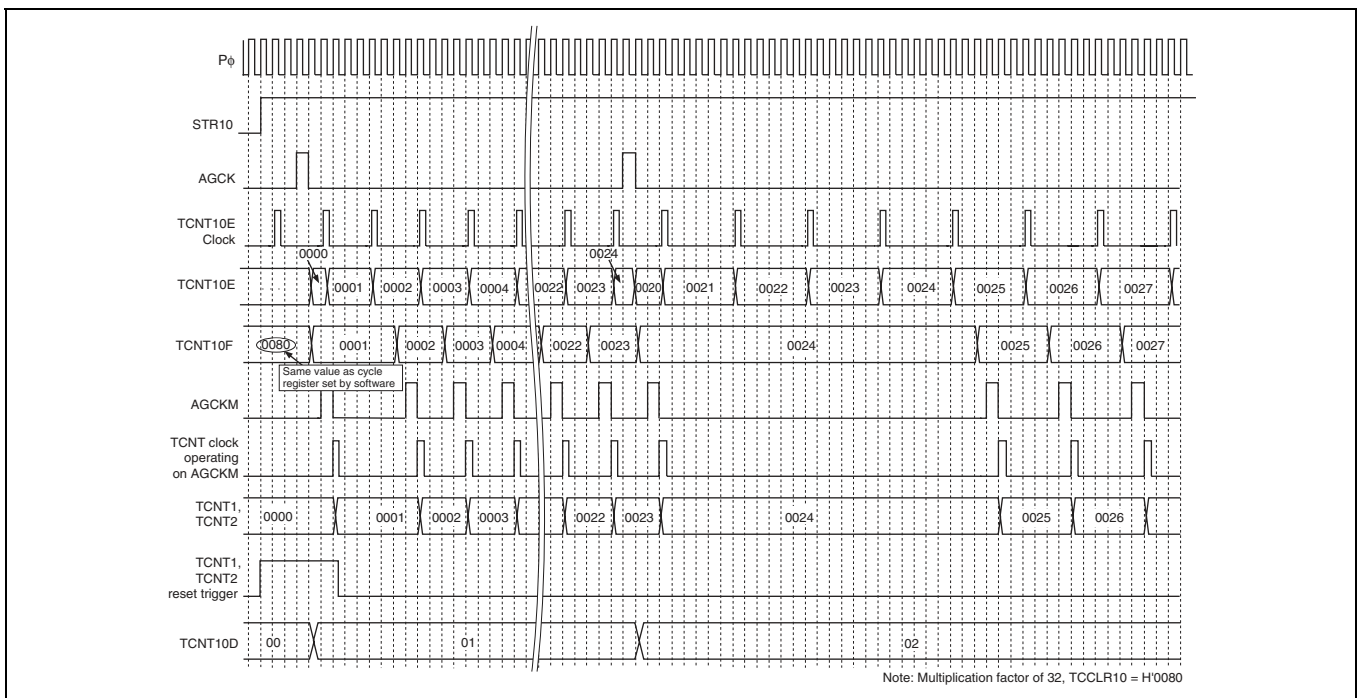 Pϕ
STR10
AGCK
TCNT10E
Clock
0000 0024
TCNT10E 0001 0002 0003 0004 0022 0023 0020 0021 0022 0023 0024 0025 0026 0027
TCNT10F 0080 0001 0002 0003 0004 0022 0023 0024 0025 0026 0027
Same value as cycle
register set by software
AGCKM
TCNT clock
operating
on AGCKM
TCNT1,
TCNT2 0000 0001 0002 0003 0022 0023 0024 0025 0026
TCNT1,
TCNT2
reset trigger
TCNT10D 00 01 02
Note: Multiplication factor of 32, TCCLR10 = H'0080